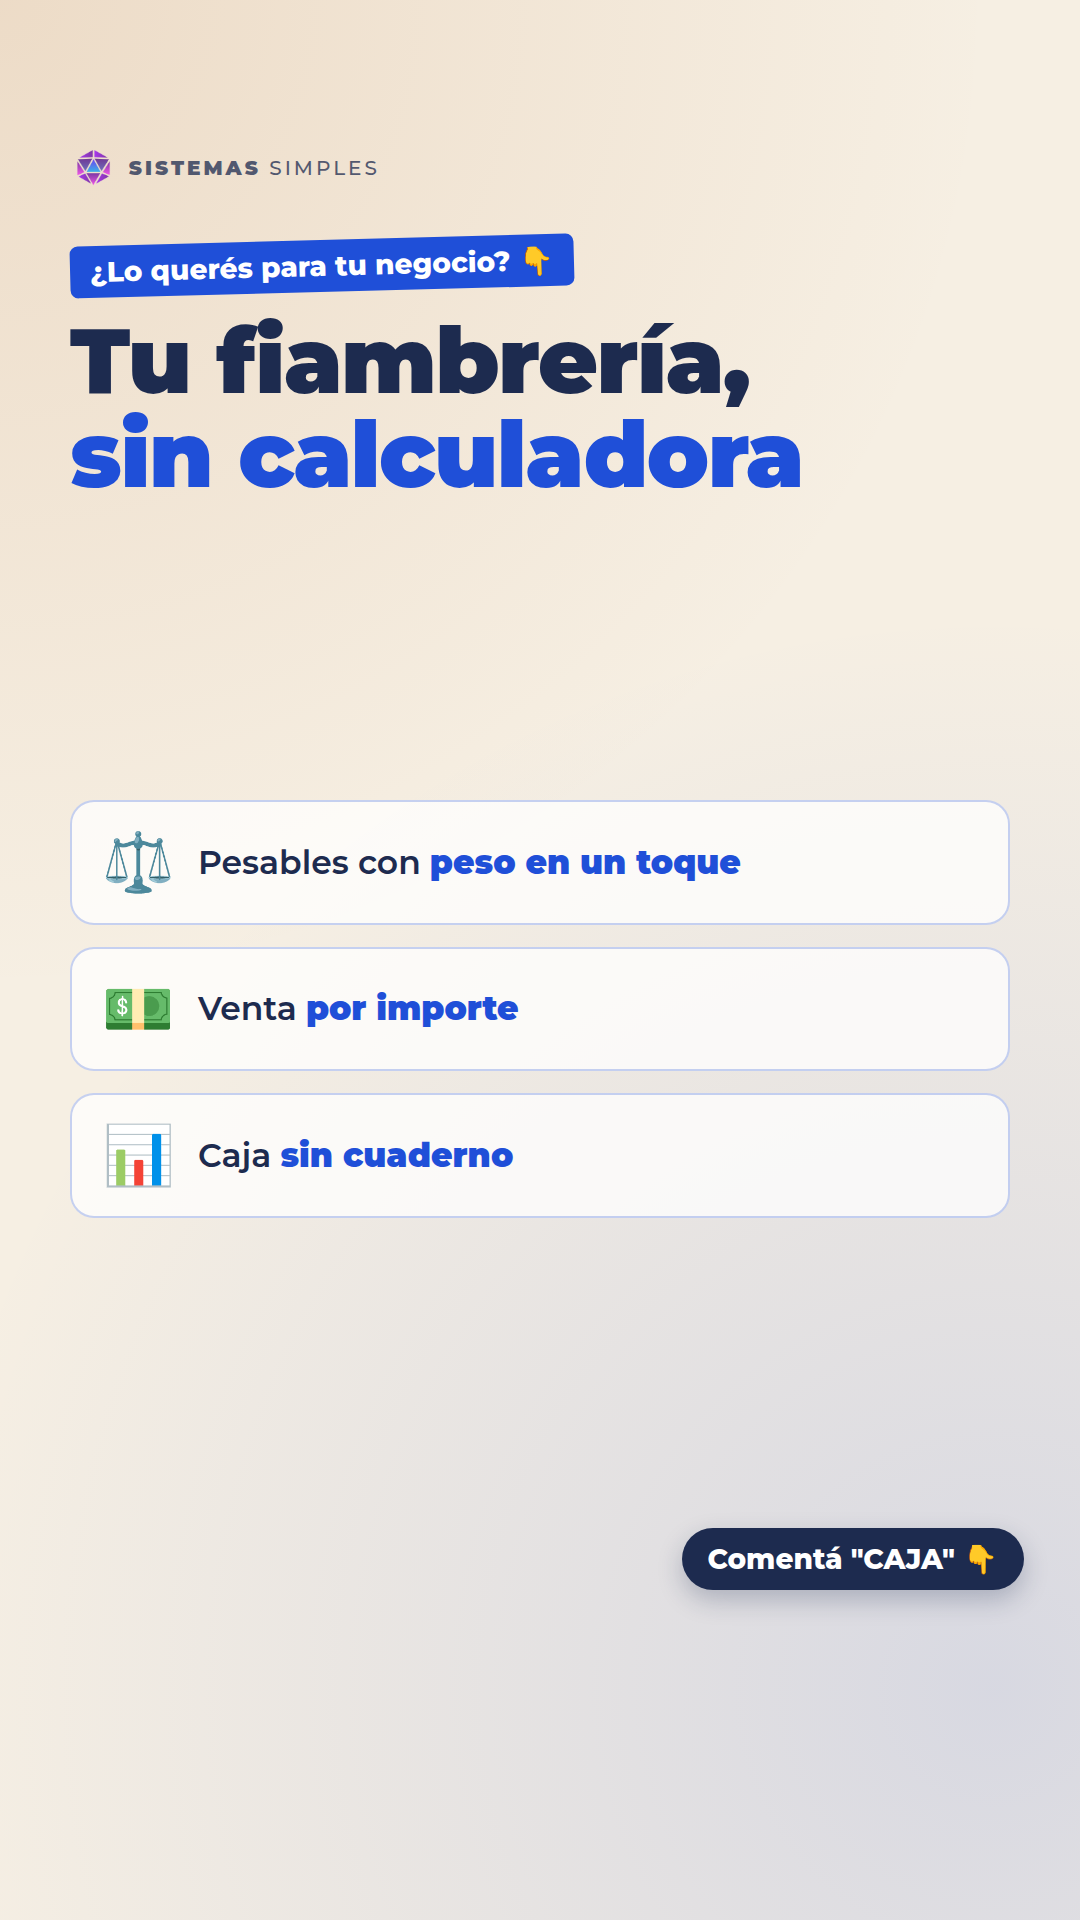 SISTEMAS SIMPLES
¿Lo querés para tu negocio? 👇
Tu fiambrería,
sin calculadora
Pesables con peso en un toque
Venta por importe
Caja sin cuaderno
Comentá "CAJA" 👇